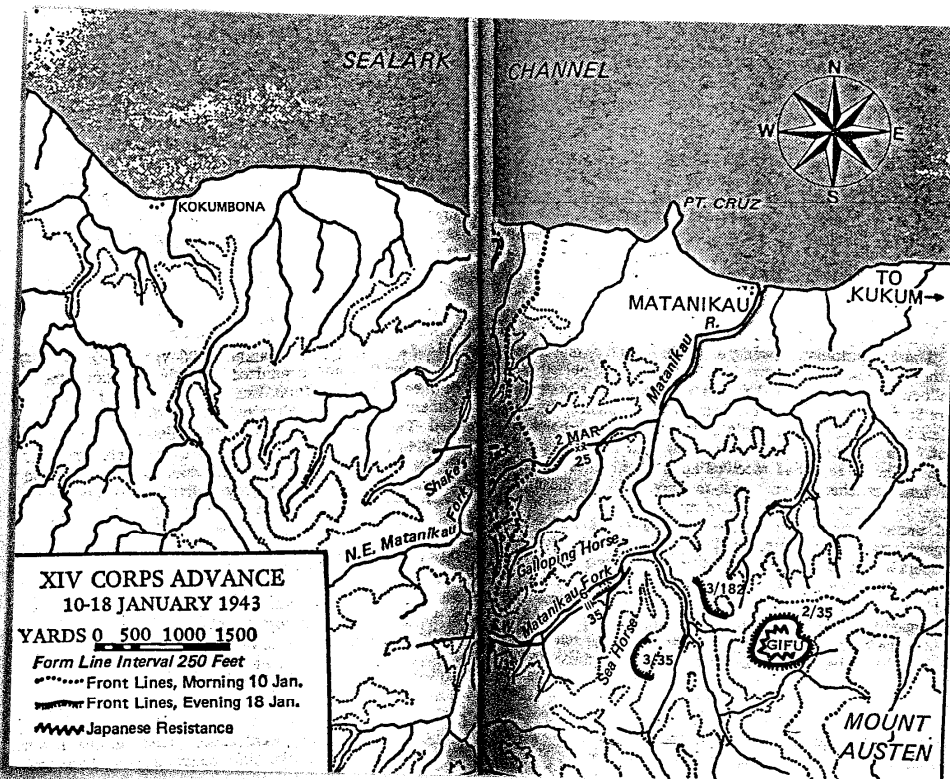 SEALARK CHANNEL
N
W E
S
KOKUMBONA
PT. CRUZ
TO
KUKUM
MATANIKAU
R.
Matanikau
2 MAR
XX
25
Shake
Fork
N.E. Matanikau
Galloping Horse
Matanikau Fork
III
35
3/182
2/35
GIFU
Sea Horse
3/35
MOUNT
AUSTEN
XIV CORPS ADVANCE
10-18 JANUARY 1943
YARDS 0 500 1000 1500
Form Line Interval 250 Feet
Front Lines, Morning 10 Jan.
Front Lines, Evening 18 Jan.
Japanese Resistance